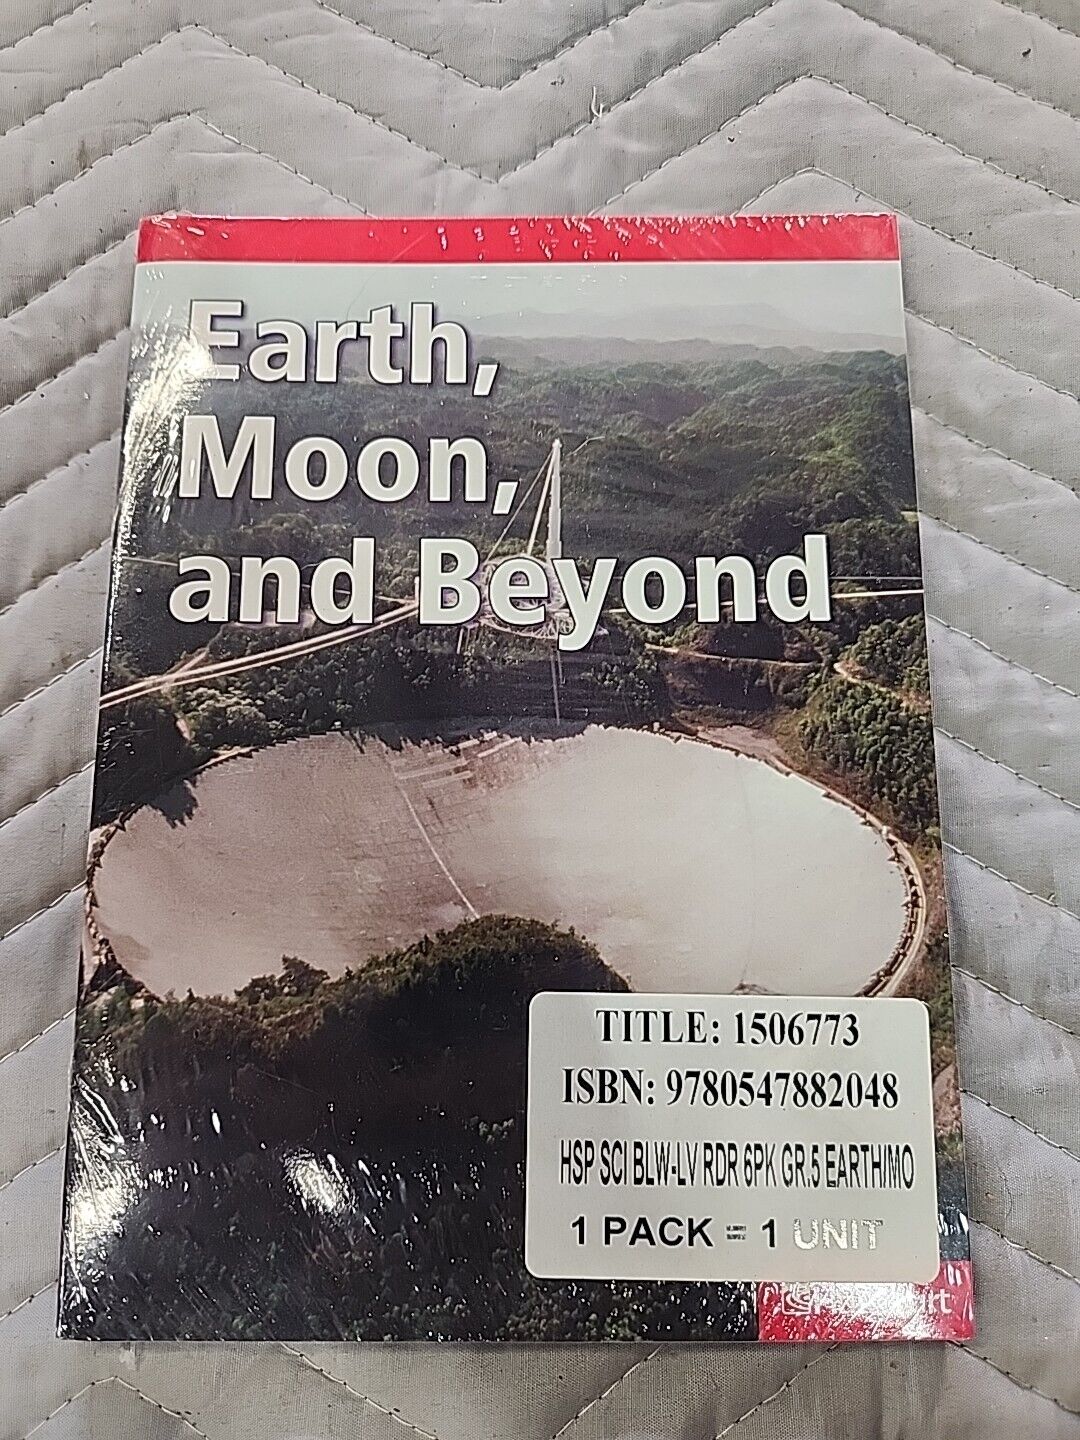 Earth,
Moon,
and Beyond
TITLE: 1506773
ISBN: 9780547882048
HSP SCI BLW-LV RDR 6PK GR.5 EARTH/MO
1 PACK = 1 UNIT